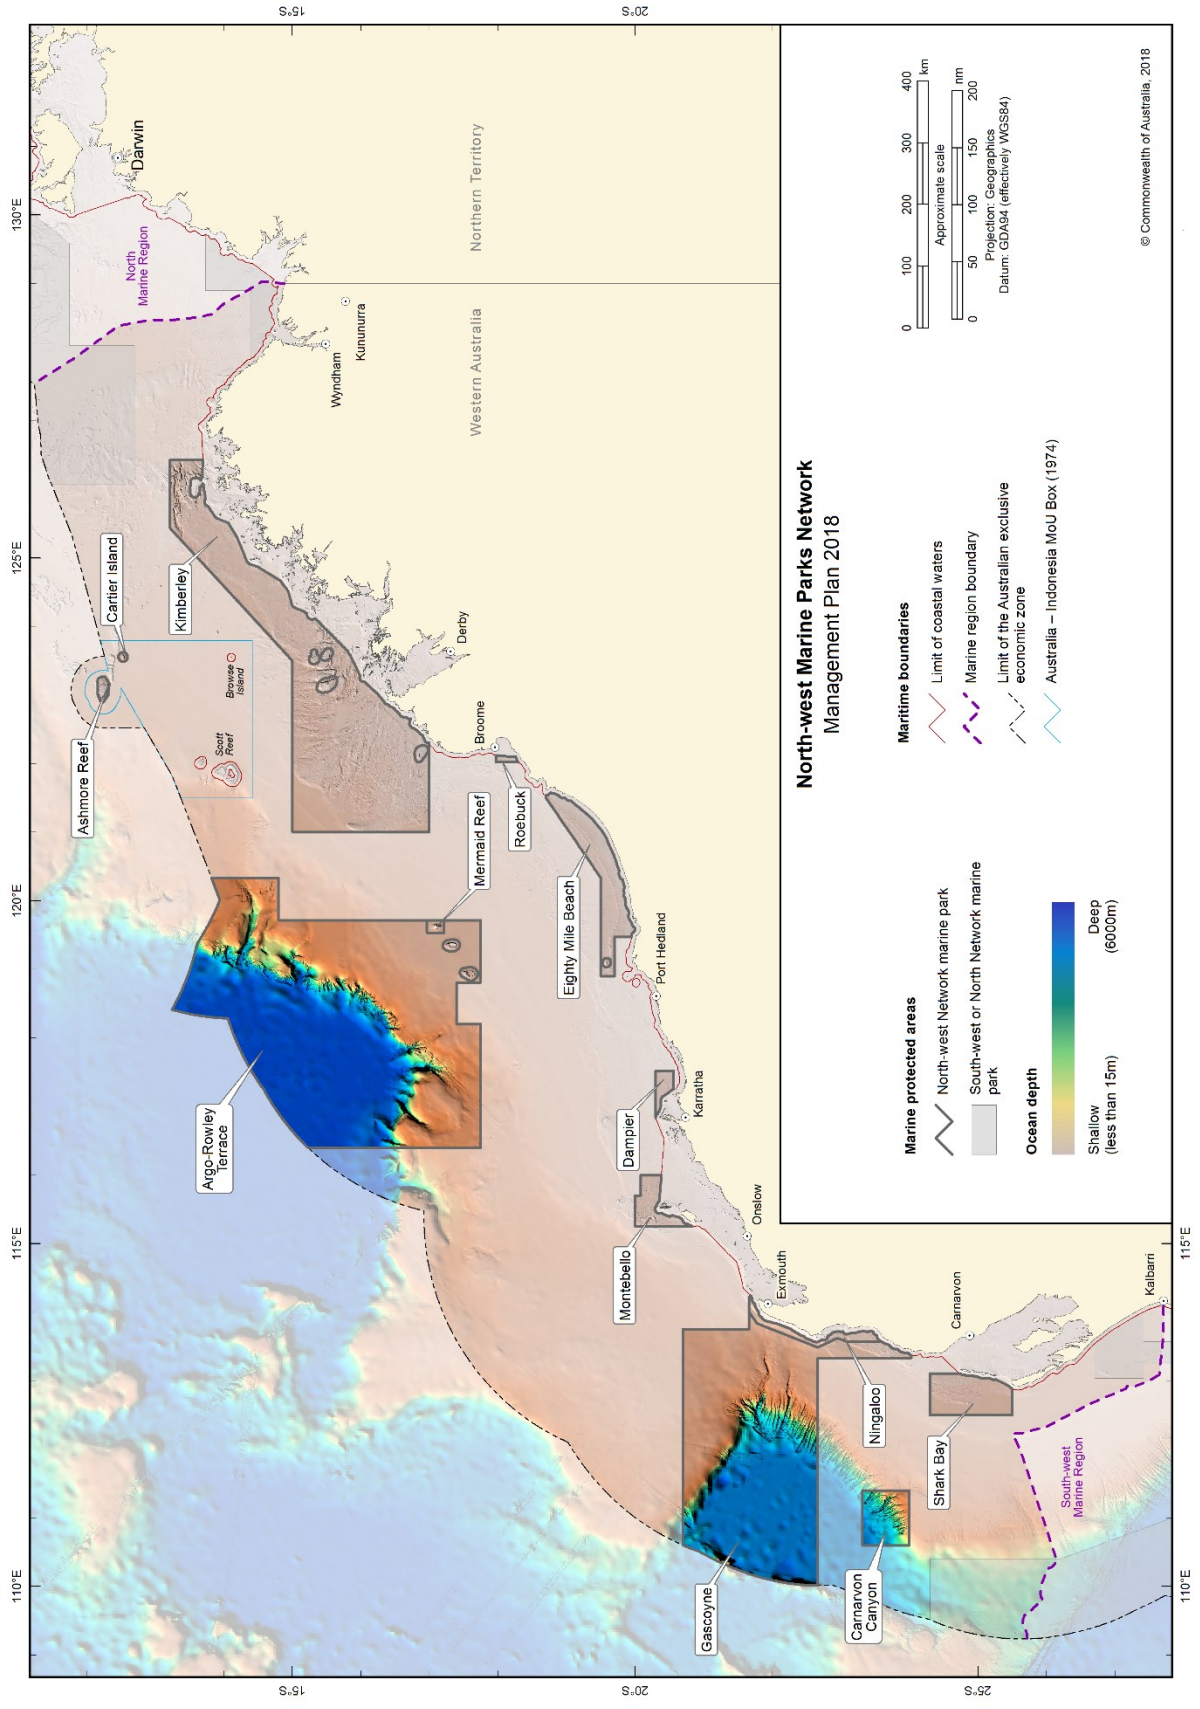 110°E
115°E
120°E
125°E
130°E
15°S
15°S
20°S
20°S
25°S
25°S
110°E
115°E
North
Marine Region
Darwin
Ashmore Reef
Cartier Island
Scott
Reef
Browse
Island
Kimberley
Wyndham
Kununurra
Western Australia
Northern Territory
Argo-Rowley
Terrace
Mermaid Reef
Broome
Derby
Roebuck
Eighty Mile Beach
Port Hedland
Dampier
Karratha
Montebello
Onslow
Exmouth
Gascoyne
Ningaloo
Carnarvon
Canyon
Carnarvon
Shark Bay
South-west
Marine Region
Kalbarri
North-west Marine Parks Network
Management Plan 2018
Marine protected areas
North-west Network marine park
South-west or North Network marine
park
Ocean depth
Shallow
(less than 15m)
Deep
(6000m)
Maritime boundaries
Limit of coastal waters
Marine region boundary
Limit of the Australian exclusive
economic zone
Australia – Indonesia MoU Box (1974)
0 100 200 300 400
km
Approximate scale
nm
0 50 100 150 200
Projection: Geographics
Datum: GDA94 (effectively WGS84)
© Commonwealth of Australia, 2018